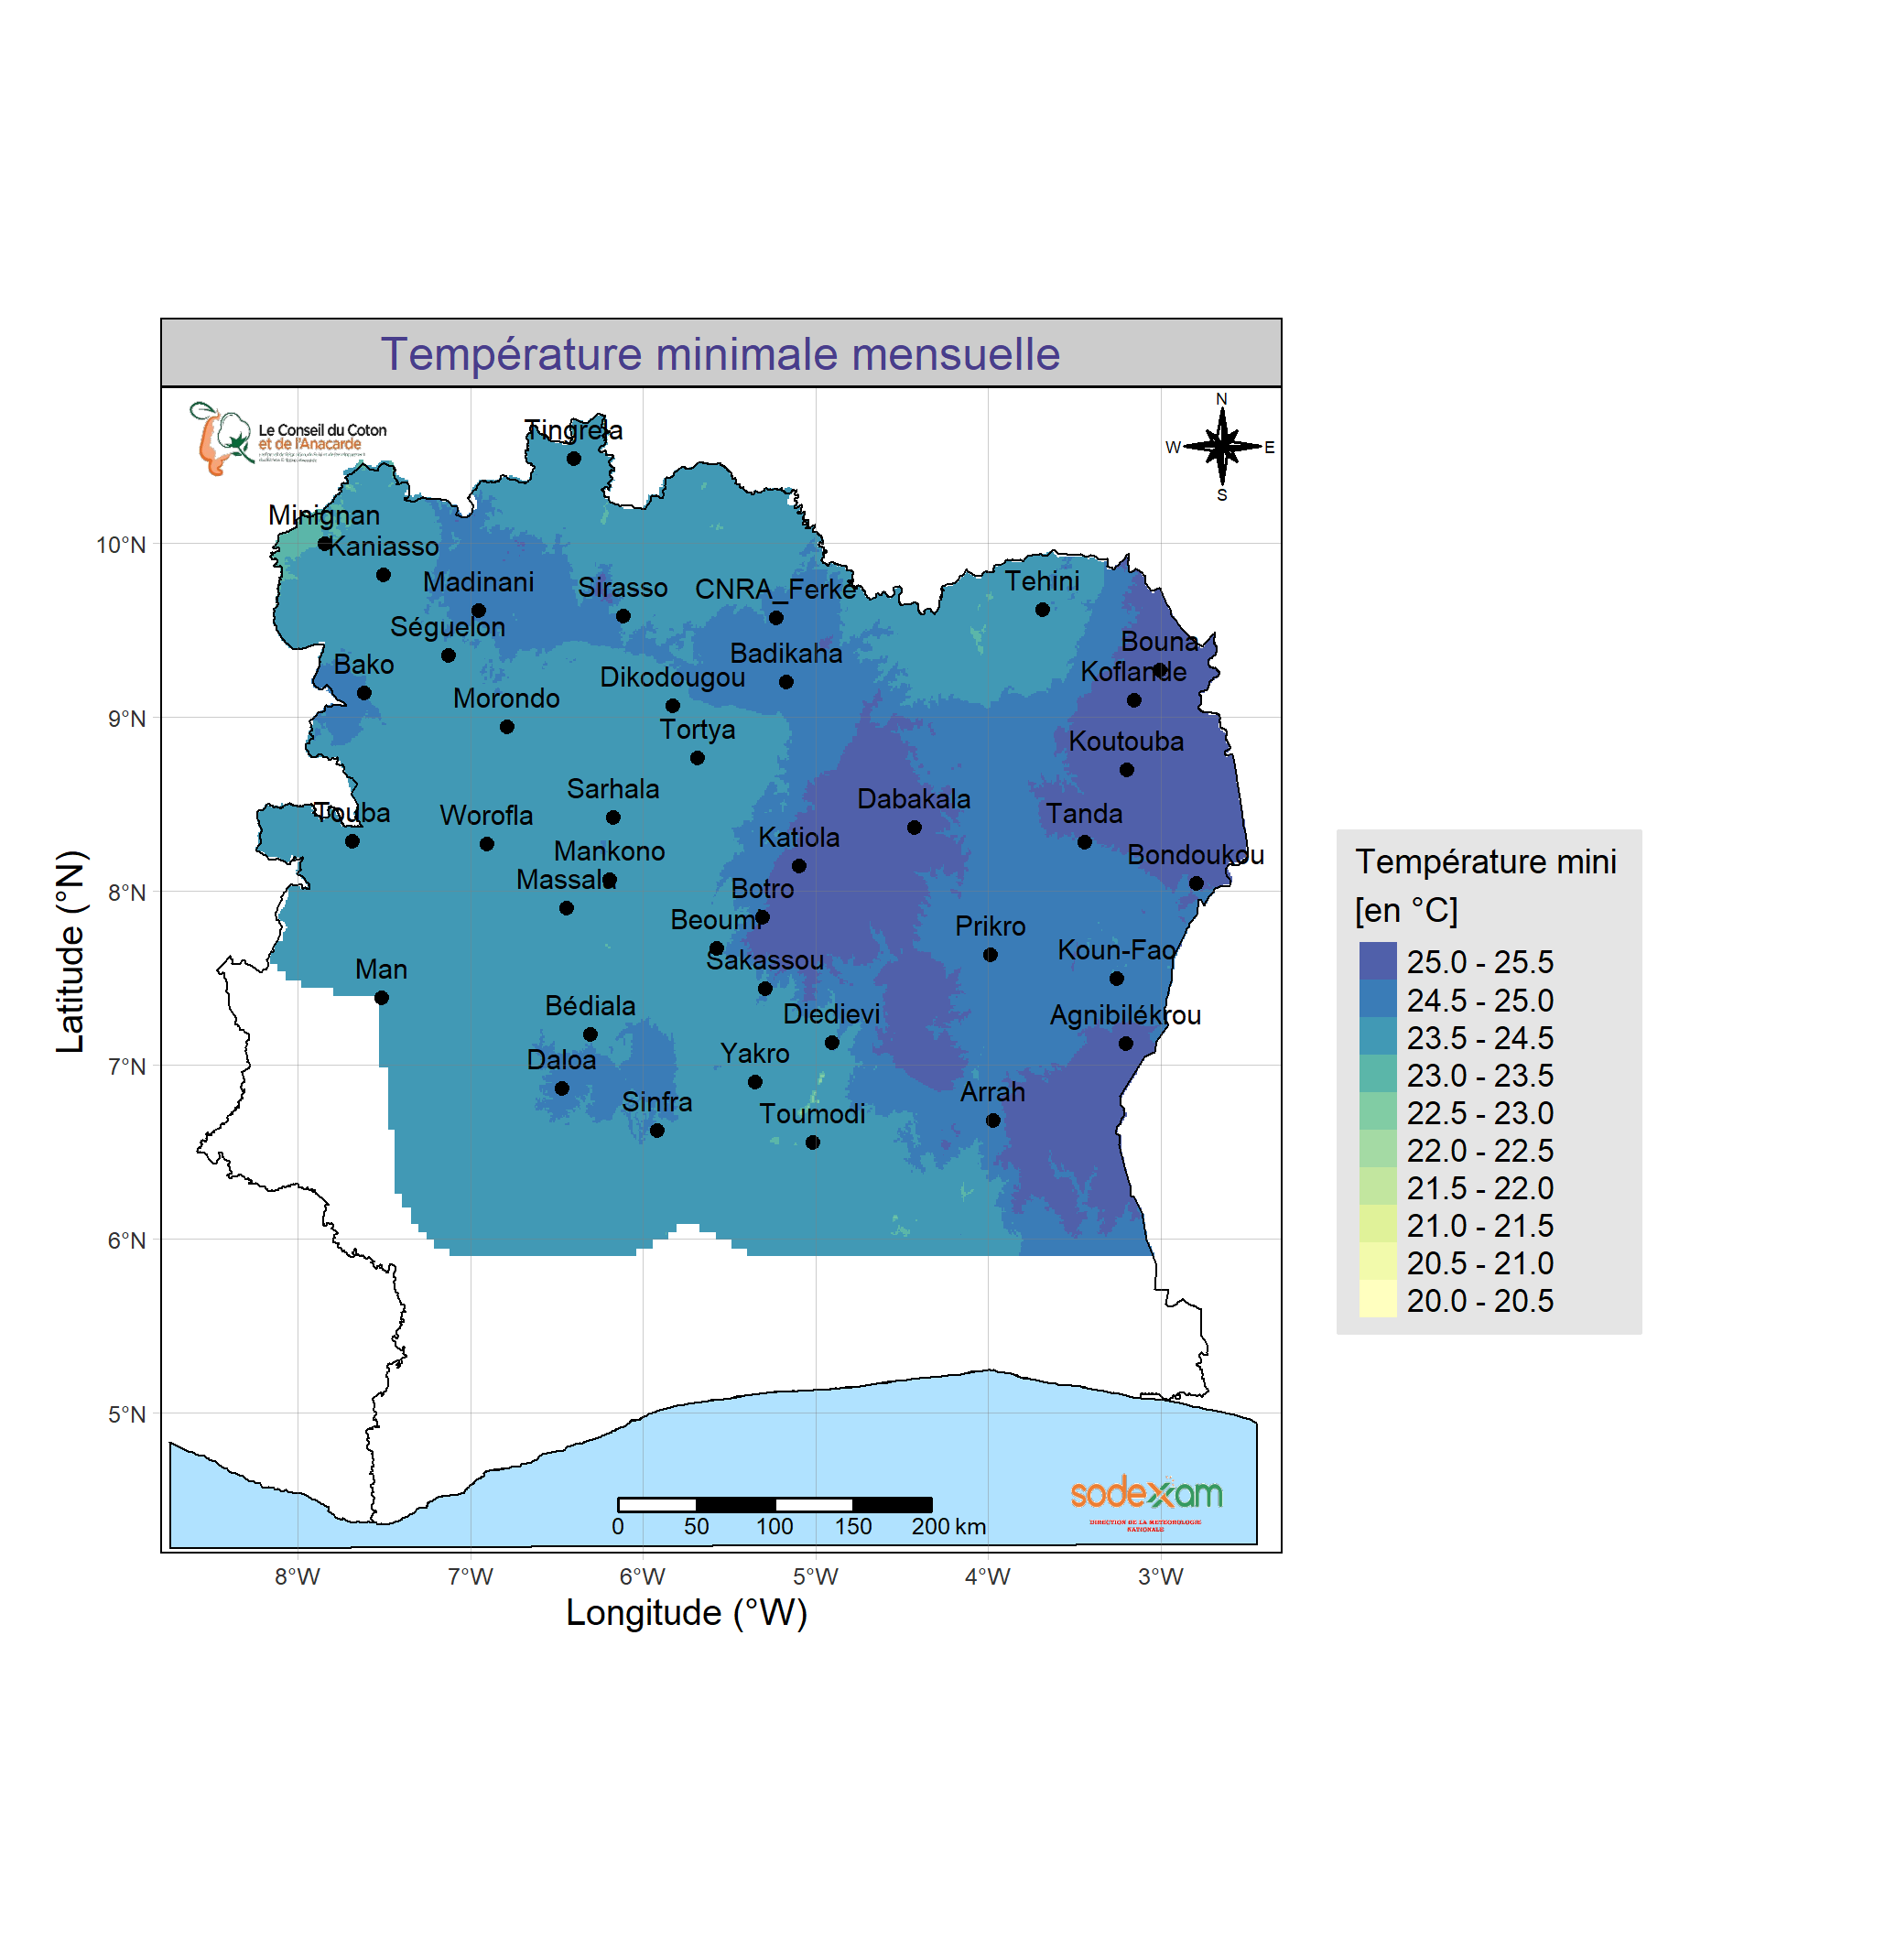 Température minimale mensuelle
Le Conseil du Coton
et de l'Anacarde
N
W
E
S
Tingrela
Minignan
Kaniasso
Madinani
Sirasso
CNRA_Ferké
Tehini
Séguelon
Bako
Badikaha
Bouna
Koflande
Dikodougou
Morondo
Tortya
Koutouba
Sarhala
Dabakala
Touba
Worofla
Tanda
Katiola
Mankono
Bondoukou
Massala
Botro
Beoumi
Prikro
Koun-Fao
Sakassou
Man
Bédiala
Diedievi
Agnibilékrou
Daloa
Yakro
Sinfra
Arrah
Toumodi
10°N
9°N
8°N
7°N
6°N
5°N
Latitude (°N)
8°W
7°W
6°W
5°W
4°W
3°W
Longitude (°W)
0 50 100 150 200 km
sodexam
DIRECTION DE LA METEOROLOGIE
NATIONALE
Température mini
[en °C]
25.0 - 25.5
24.5 - 25.0
23.5 - 24.5
23.0 - 23.5
22.5 - 23.0
22.0 - 22.5
21.5 - 22.0
21.0 - 21.5
20.5 - 21.0
20.0 - 20.5